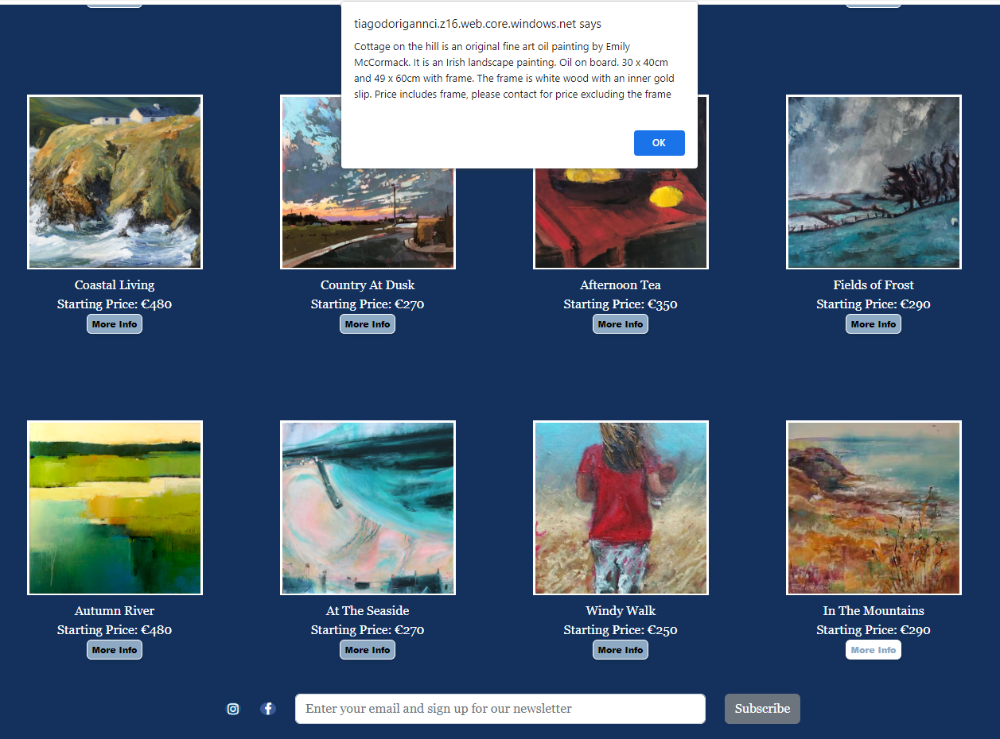 tiagodorigannci.z16.web.core.windows.net says
Cottage on the hill is an original fine art oil painting by Emily
McCormack. It is an Irish landscape painting. Oil on board. 30 x 40cm
and 49 x 60cm with frame. The frame is white wood with an inner gold
slip. Price includes frame, please contact for price excluding the frame
OK
Coastal Living
Starting Price: €480
More Info
Country At Dusk
Starting Price: €270
More Info
Afternoon Tea
Starting Price: €350
More Info
Fields of Frost
Starting Price: €290
More Info
Autumn River
Starting Price: €480
More Info
At The Seaside
Starting Price: €270
More Info
Windy Walk
Starting Price: €250
More Info
In The Mountains
Starting Price: €290
More Info
Enter your email and sign up for our newsletter
Subscribe